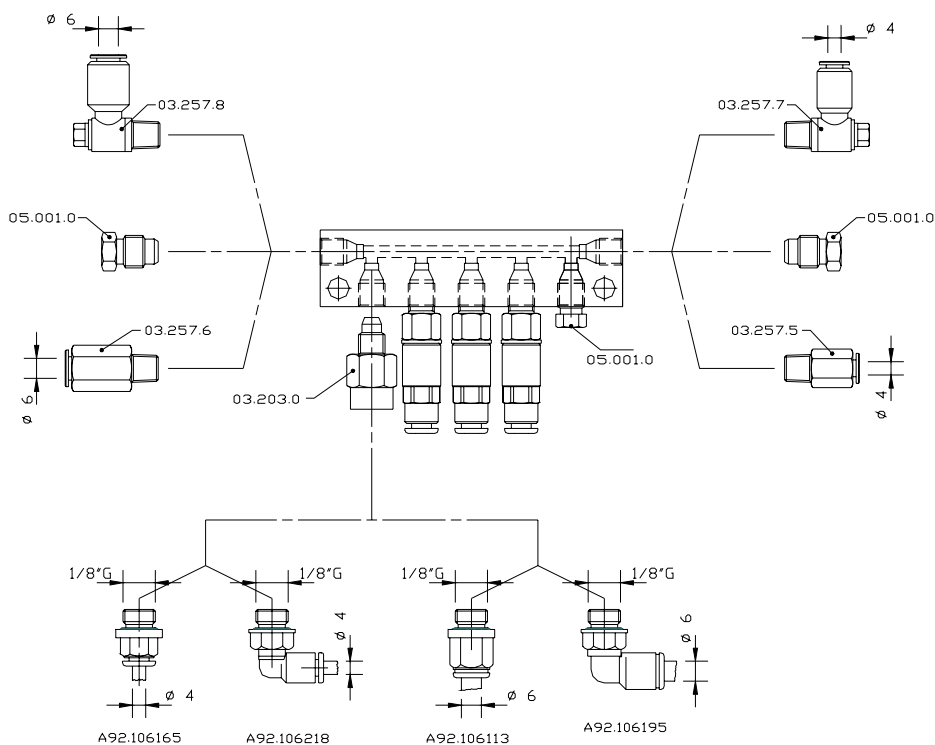 ø 6
ø 4
03.257.8
03.257.7
05.001.0
05.001.0
03.257.6
03.257.5
05.001.0
ø 6
03.203.0
ø 4
1/8"G
1/8"G
1/8"G
1/8"G
ø 4
ø 6
ø 4
ø 6
A92.106165
A92.106218
A92.106113
A92.106195